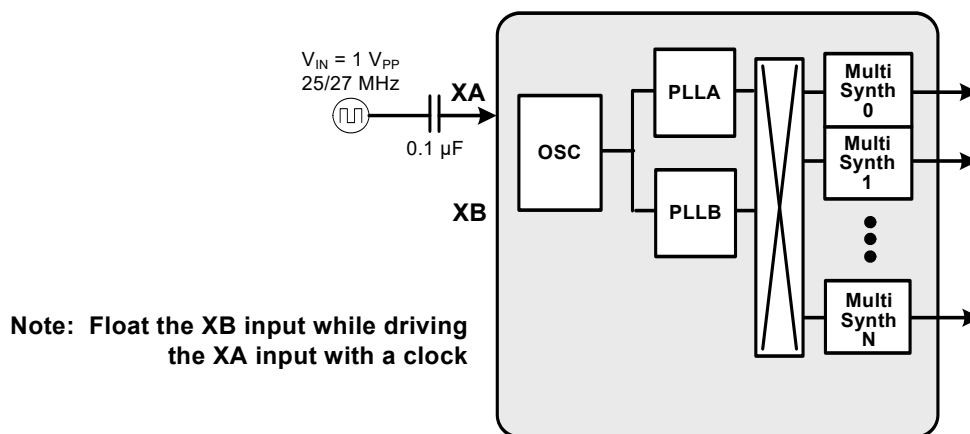 V_IN = 1 V_PP
25/27 MHz
XA
0.1 µF
XB
OSC
PLLA
PLLB
Multi
Synth
0
Multi
Synth
1
Multi
Synth
N
Note: Float the XB input while driving
the XA input with a clock